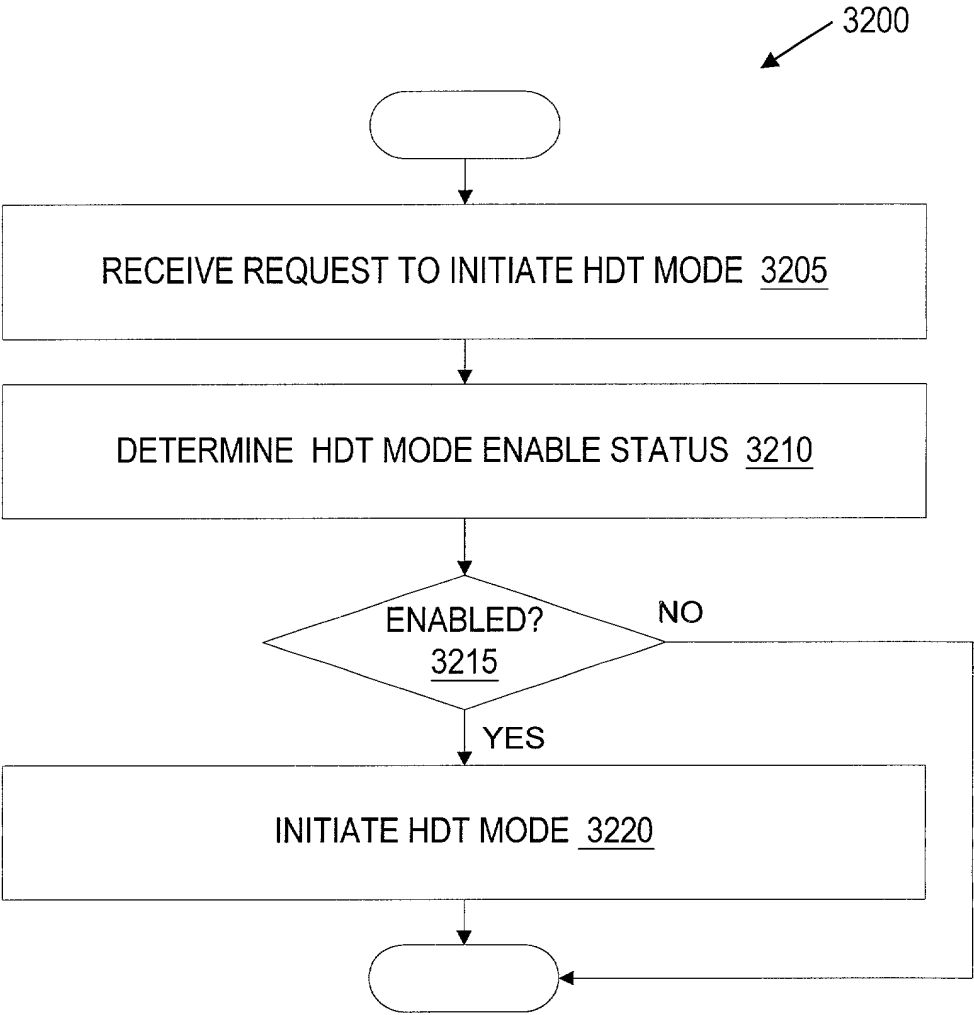 3200
RECEIVE REQUEST TO INITIATE HDT MODE 3205
DETERMINE HDT MODE ENABLE STATUS 3210
ENABLED?
3215
NO
YES
INITIATE HDT MODE 3220